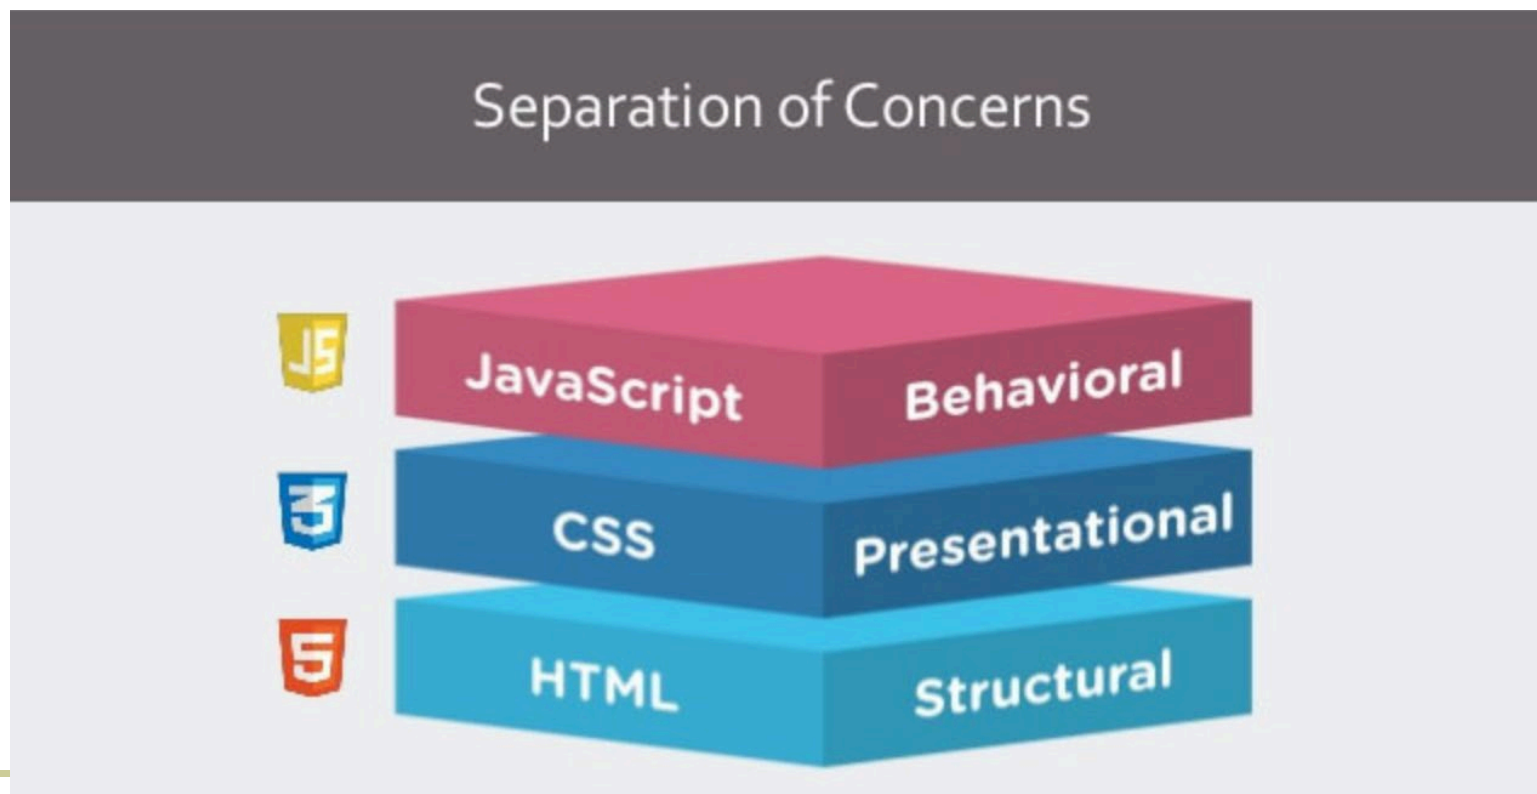 Separation of Concerns
JS
JavaScript Behavioral
3
CSS Presentational
5
HTML Structural